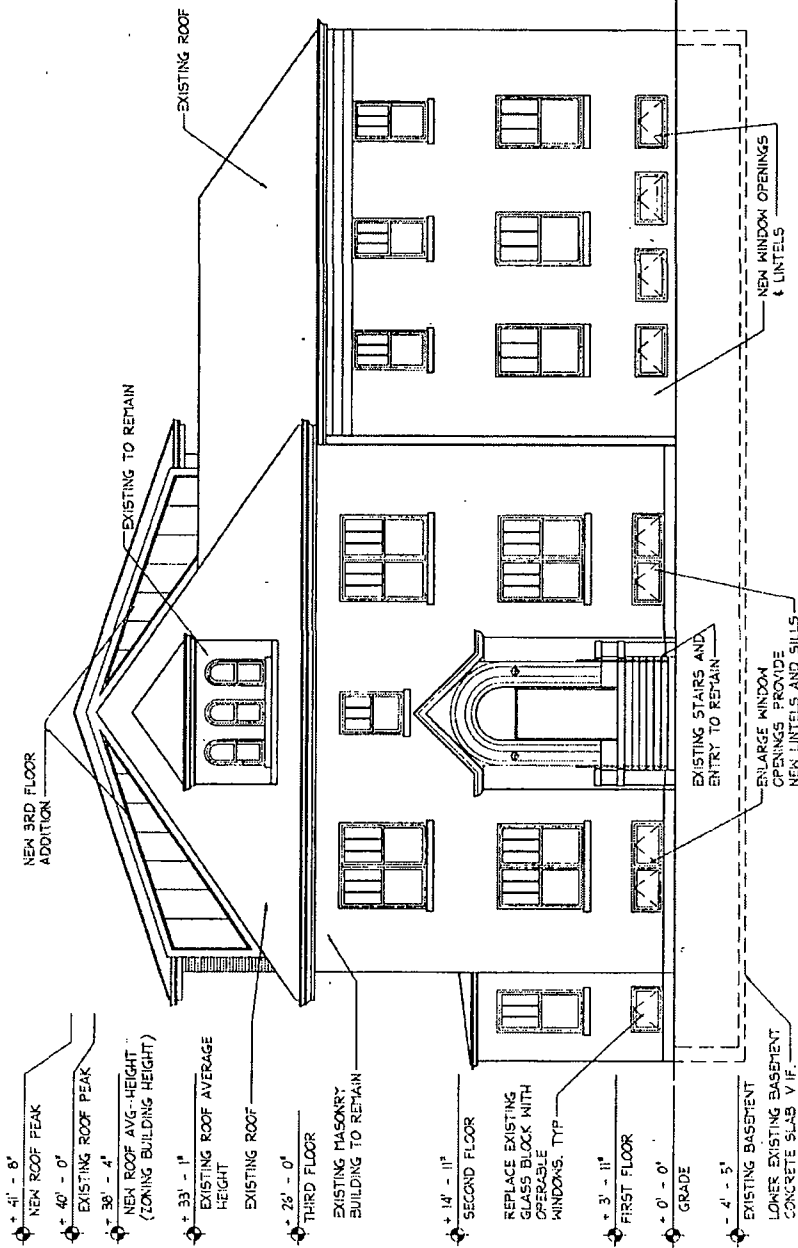 + 41' - 8"
NEW ROOF PEAK
+ 40' - 0"
EXISTING ROOF PEAK
+ 38' - 4"
NEW ROOF AVG. HEIGHT
(ZONING BUILDING HEIGHT)
+ 33' - 1"
EXISTING ROOF AVERAGE
HEIGHT
EXISTING ROOF
+ 26' - 0"
THIRD FLOOR
EXISTING MASONRY
BUILDING TO REMAIN
+ 14' - 11"
SECOND FLOOR
REPLACE EXISTING
GLASS BLOCK WITH
OPERABLE
WINDOWS. TYP
+ 3' - 11"
FIRST FLOOR
+ 0' - 0"
GRADE
- 4' - 5"
EXISTING BASEMENT
LOWER EXISTING BASEMENT
CONCRETE SLAB V.I.F.
NEW 3RD FLOOR
ADDITION
EXISTING TO REMAIN
EXISTING ROOF
EXISTING STAIRS AND
ENTRY TO REMAIN
ENLARGE WINDOW
OPENINGS PROVIDE
NEW LINTELS AND SILLS
NEW WINDOW OPENINGS
& LINTELS